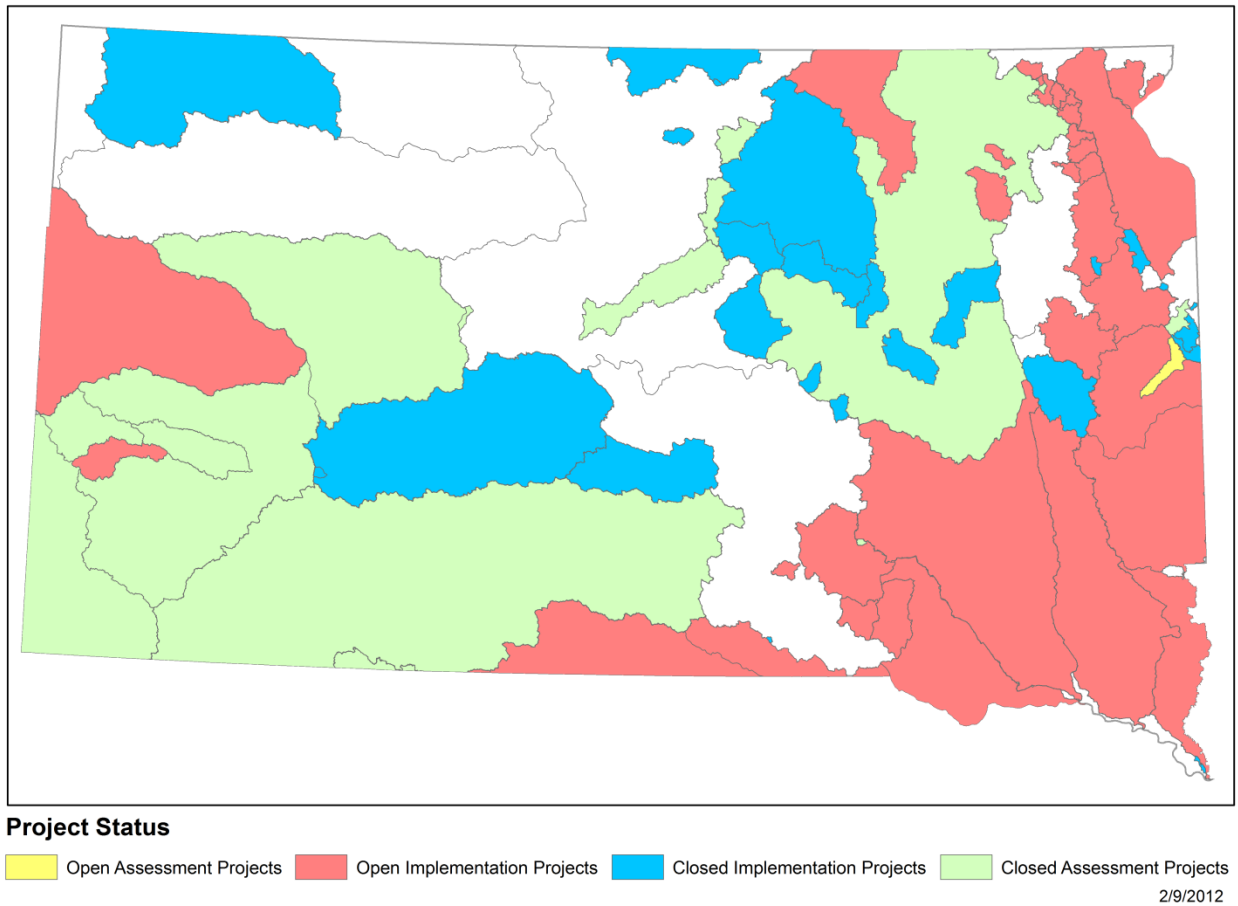 Project Status
Open Assessment Projects Open Implementation Projects Closed Implementation Projects Closed Assessment Projects
2/9/2012